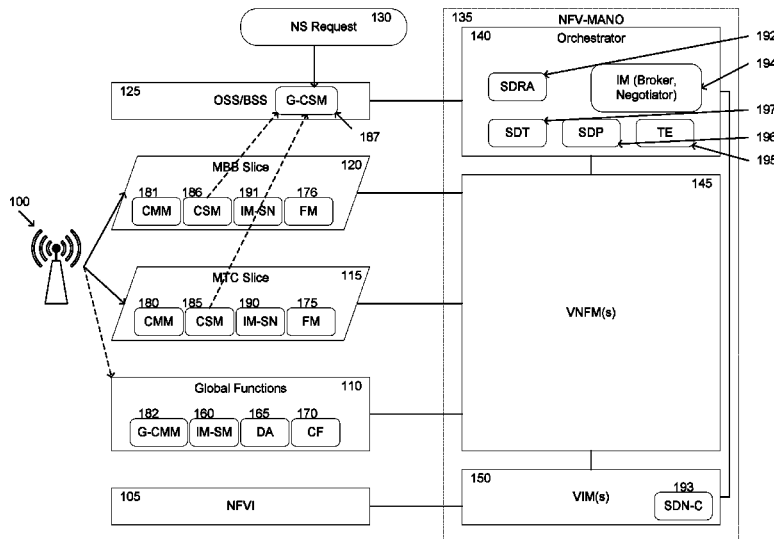 NS Request
130
135
NFV-MANO
140
Orchestrator
192
SDRA
IM (Broker,
Negotiator)
194
125
OSS/BSS
G-CSM
187
SDT
SDP
TE
197
196
195
MBB Slice
120
181
186
191
176
CMM
CSM
IM-SN
FM
100
145
VNFM(s)
MTC Slice
115
180
185
190
175
CMM
CSM
IM-SN
FM
Global Functions
110
182
160
165
170
G-CMM
IM-SM
DA
CF
105
NFVI
150
VIM(s)
193
SDN-C